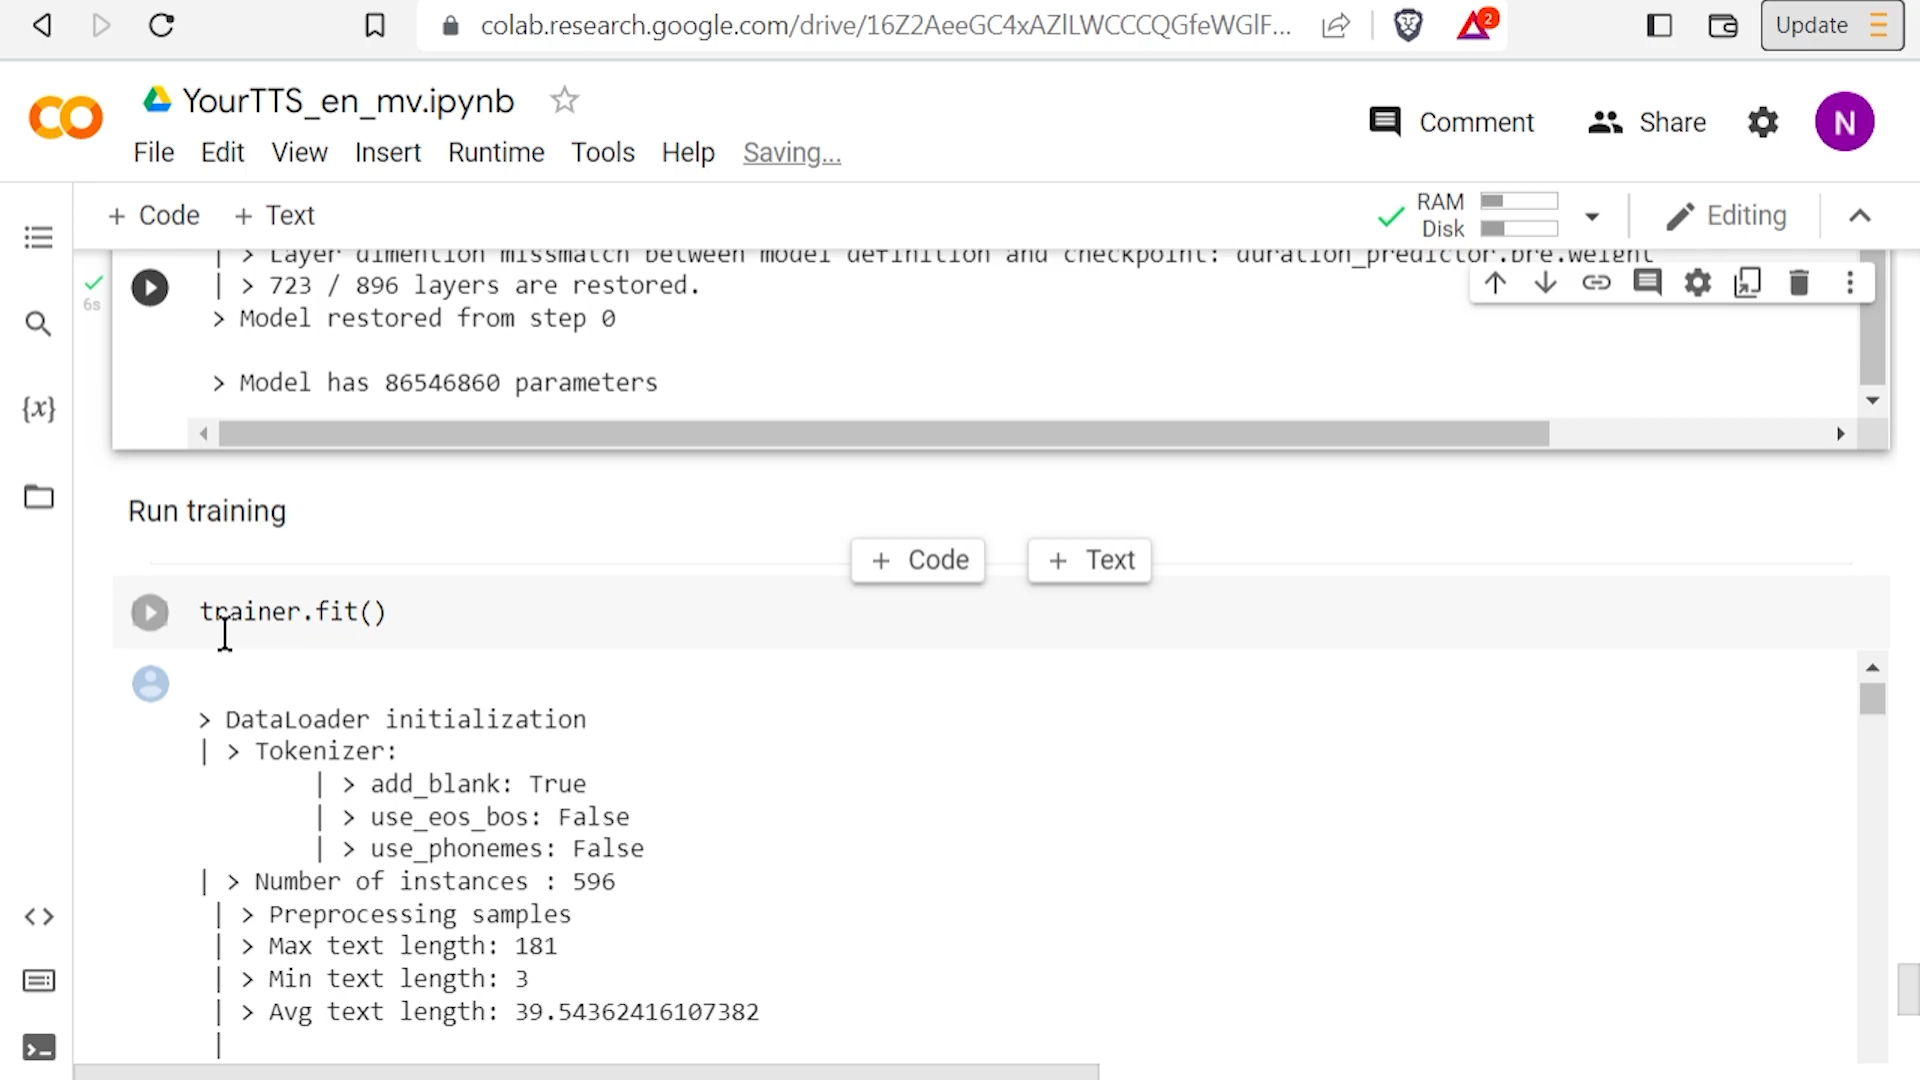 colab.research.google.com/drive/16Z2AeeGC4xAZlLWCCCQGfeWGlF...
2
Update
YourTTS_en_mv.ipynb
Comment
Share
N
File Edit View Insert Runtime Tools Help Saving...
+ Code + Text
RAM
Disk
Editing
| > Layer dimention missmatch between model definition and checkpoint: duration_predictor.pre.weight
6s
| > 723 / 896 layers are restored.
> Model restored from step 0
{x}
> Model has 86546860 parameters
Run training
+ Code + Text
trainer.fit()
> DataLoader initialization
| > Tokenizer:
| > add_blank: True
| > use_eos_bos: False
| > use_phonemes: False
| > Number of instances : 596
| > Preprocessing samples
| > Max text length: 181
| > Min text length: 3
| > Avg text length: 39.54362416107382
|